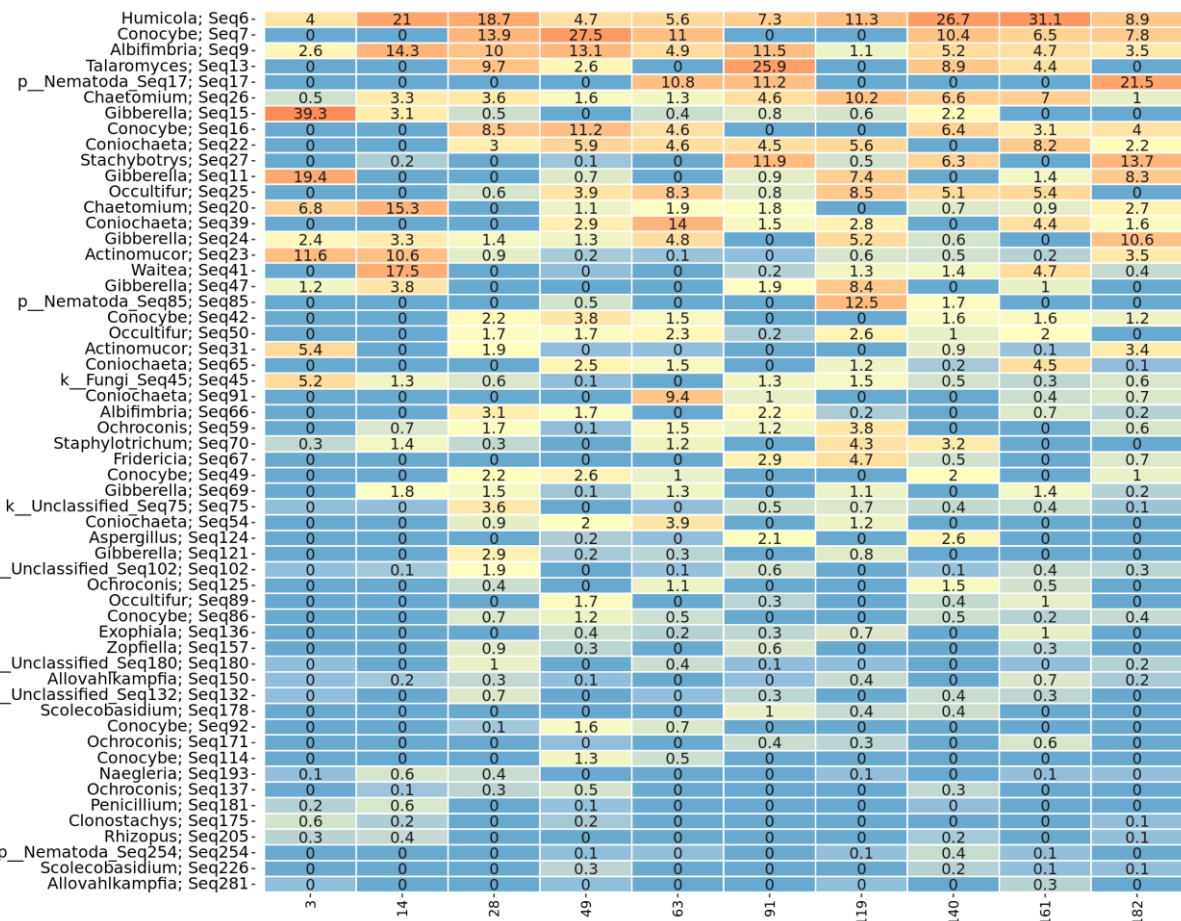 Humicola; Seq6- 4 21 18.7 4.7 5.6 7.3 11.3 26.7 31.1 8.9
Conocybe; Seq7- 0 0 13.9 27.5 11 0 0 10.4 6.5 7.8
Albifimbria; Seq9- 2.6 14.3 10 13.1 4.9 11.5 1.1 5.2 4.7 3.5
Talaromyces; Seq13- 0 0 9.7 2.6 0 25.9 0 8.9 4.4 0
p__Nematoda_Seq17; Seq17- 0 0 0 0 10.8 11.2 0 0 0 21.5
Chaetomium; Seq26- 0.5 3.3 3.6 1.6 1.3 4.6 10.2 6.6 7 1
Gibberella; Seq15- 39.3 3.1 0.5 0 0.4 0.8 0.6 2.2 0 0
Conocybe; Seq16- 0 0 8.5 11.2 4.6 0 0 6.4 3.1 4
Coniochaeta; Seq22- 0 0 3 5.9 4.6 4.5 5.6 0 8.2 2.2
Stachybotrys; Seq27- 0 0.2 0 0.1 0 11.9 0.5 6.3 0 13.7
Gibberella; Seq11- 19.4 0 0 0.7 0 0.9 7.4 0 1.4 8.3
Occultifur; Seq25- 0 0 0.6 3.9 8.3 0.8 8.5 5.1 5.4 0
Chaetomium; Seq20- 6.8 15.3 0 1.1 1.9 1.8 0 0.7 0.9 2.7
Coniochaeta; Seq39- 0 0 0 2.9 14 1.5 2.8 0 4.4 1.6
Gibberella; Seq24- 2.4 3.3 1.4 1.3 4.8 0 5.2 0.6 0 10.6
Actinomucor; Seq23- 11.6 10.6 0.9 0.2 0.1 0 0.6 0.5 0.2 3.5
Waitea; Seq41- 0 17.5 0 0 0 0.2 1.3 1.4 4.7 0.4
Gibberella; Seq47- 1.2 3.8 0 0 0 1.9 8.4 0 1 0
p__Nematoda_Seq85; Seq85- 0 0 0 0.5 0 0 12.5 1.7 0 0
Conocybe; Seq42- 0 0 2.2 3.8 1.5 0 0 1.6 1.6 1.2
Occultifur; Seq50- 0 0 1.7 1.7 2.3 0.2 2.6 1 2 0
Actinomucor; Seq31- 5.4 0 1.9 0 0 0 0 0.9 0.1 3.4
Coniochaeta; Seq65- 0 0 0 2.5 1.5 0 1.2 0.2 4.5 0.1
k__Fungi_Seq45; Seq45- 5.2 1.3 0.6 0.1 0 1.3 1.5 0.5 0.3 0.6
Coniochaeta; Seq91- 0 0 0 0 9.4 1 0 0 0.4 0.7
Albifimbria; Seq66- 0 0 3.1 1.7 0 2.2 0.2 0 0.7 0.2
Ochroconis; Seq59- 0 0.7 1.7 0.1 1.5 1.2 3.8 0 0 0.6
Staphylotrichum; Seq70- 0.3 1.4 0.3 0 1.2 0 4.3 3.2 0 0
Fridericia; Seq67- 0 0 0 0 0 2.9 4.7 0.5 0 0.7
Conocybe; Seq49- 0 0 2.2 2.6 1 0 0 2 0 1
Gibberella; Seq69- 0 1.8 1.5 0.1 1.3 0 1.1 0 1.4 0.2
k__Unclassified_Seq75; Seq75- 0 0 3.6 0 0 0.5 0.7 0.4 0.4 0.1
Coniochaeta; Seq54- 0 0 0.9 2 3.9 0 1.2 0 0 0
Aspergillus; Seq124- 0 0 0 0.2 0 2.1 0 2.6 0 0
Gibberella; Seq121- 0 0 2.9 0.2 0.3 0 0.8 0 0 0
_Unclassified_Seq102; Seq102- 0 0.1 1.9 0 0.1 0.6 0 0.1 0.4 0.3
Ochroconis; Seq125- 0 0 0.4 0 1.1 0 0 1.5 0.5 0
Occultifur; Seq89- 0 0 0 1.7 0 0.3 0 0.4 1 0
Conocybe; Seq86- 0 0 0.7 1.2 0.5 0 0 0.5 0.2 0.4
Exophiala; Seq136- 0 0 0 0.4 0.2 0.3 0.7 0 1 0
Zopfiella; Seq157- 0 0 0.9 0.3 0 0.6 0 0 0.3 0
_Unclassified_Seq180; Seq180- 0 0 1 0 0.4 0.1 0 0 0 0.2
Allovahlkampfia; Seq150- 0 0.2 0.3 0.1 0 0 0.4 0 0.7 0.2
_Unclassified_Seq132; Seq132- 0 0 0.7 0 0 0.3 0 0.4 0.3 0
Scolecobasidium; Seq178- 0 0 0 0 0 1 0.4 0.4 0 0
Conocybe; Seq92- 0 0 0.1 1.6 0.7 0 0 0 0 0
Ochroconis; Seq171- 0 0 0 0 0 0.4 0.3 0 0.6 0
Conocybe; Seq114- 0 0 0 1.3 0.5 0 0 0 0 0
Naegleria; Seq193- 0.1 0.6 0.4 0 0 0 0.1 0 0.1 0
Ochroconis; Seq137- 0 0.1 0.3 0.5 0 0 0 0.3 0 0
Penicillium; Seq181- 0.2 0.6 0 0.1 0 0 0 0 0 0
Clonostachys; Seq175- 0.6 0.2 0 0.2 0 0 0 0 0 0.1
Rhizopus; Seq205- 0.3 0.4 0 0 0 0 0 0.2 0 0.1
p__Nematoda_Seq254; Seq254- 0 0 0 0.1 0 0 0.1 0.4 0.1 0
Scolecobasidium; Seq226- 0 0 0 0.3 0 0 0 0.2 0.1 0.1
Allovahlkampfia; Seq281- 0 0 0 0 0 0 0 0 0.3 0
3- 14- 28- 49- 63- 91- 119- 140- 161- 182-